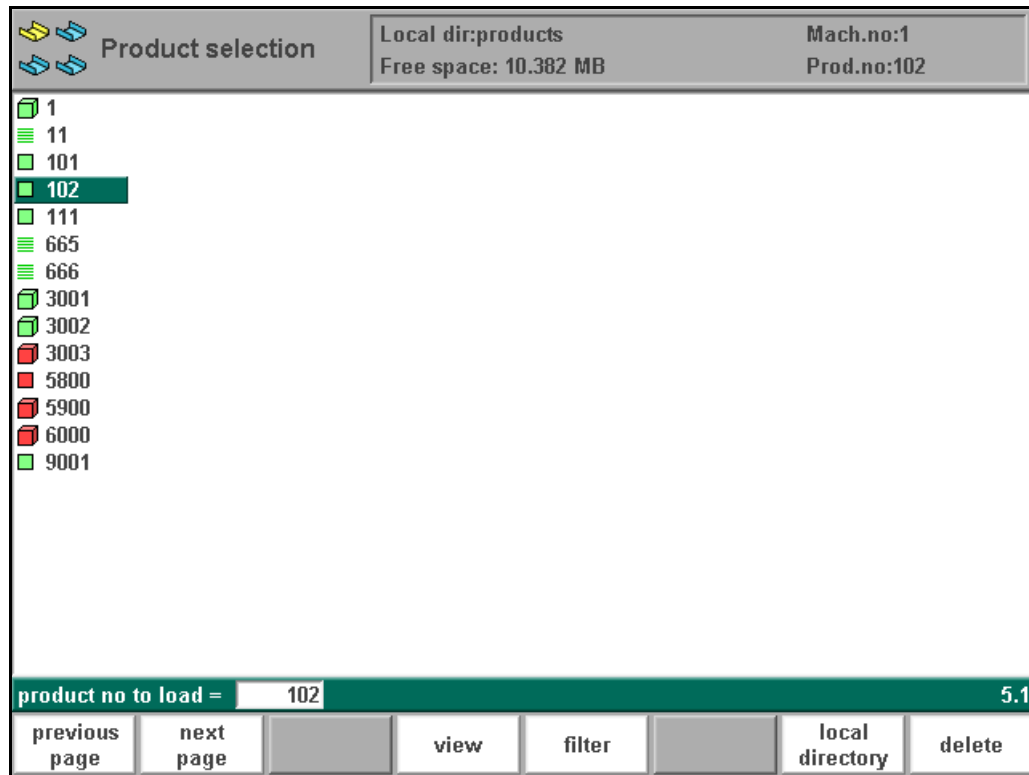 Product selection
Local dir:products
Mach.no:1
Free space: 10.382 MB
Prod.no:102
1
11
101
102
111
665
666
3001
3002
3003
5800
5900
6000
9001
product no to load = 102
5.1
previous page
next page
view
filter
local directory
delete